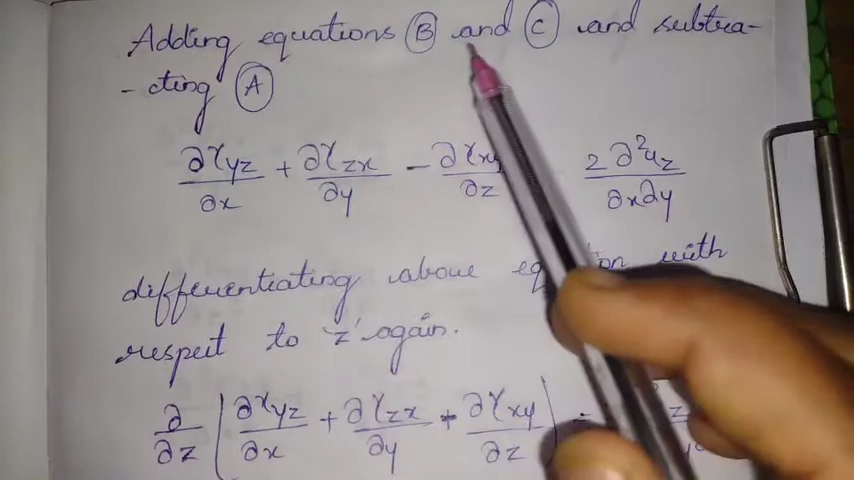 Adding equations (B) and (C) and subtra-
-cting (A)
∂γyz/∂x + ∂γzx/∂y - ∂γxy/∂z 2∂²uz/∂x∂y
differentiating above with
respect to 'z' again.
∂/∂z (∂γyz/∂x + ∂γzx/∂y - ∂γxy/∂z) =